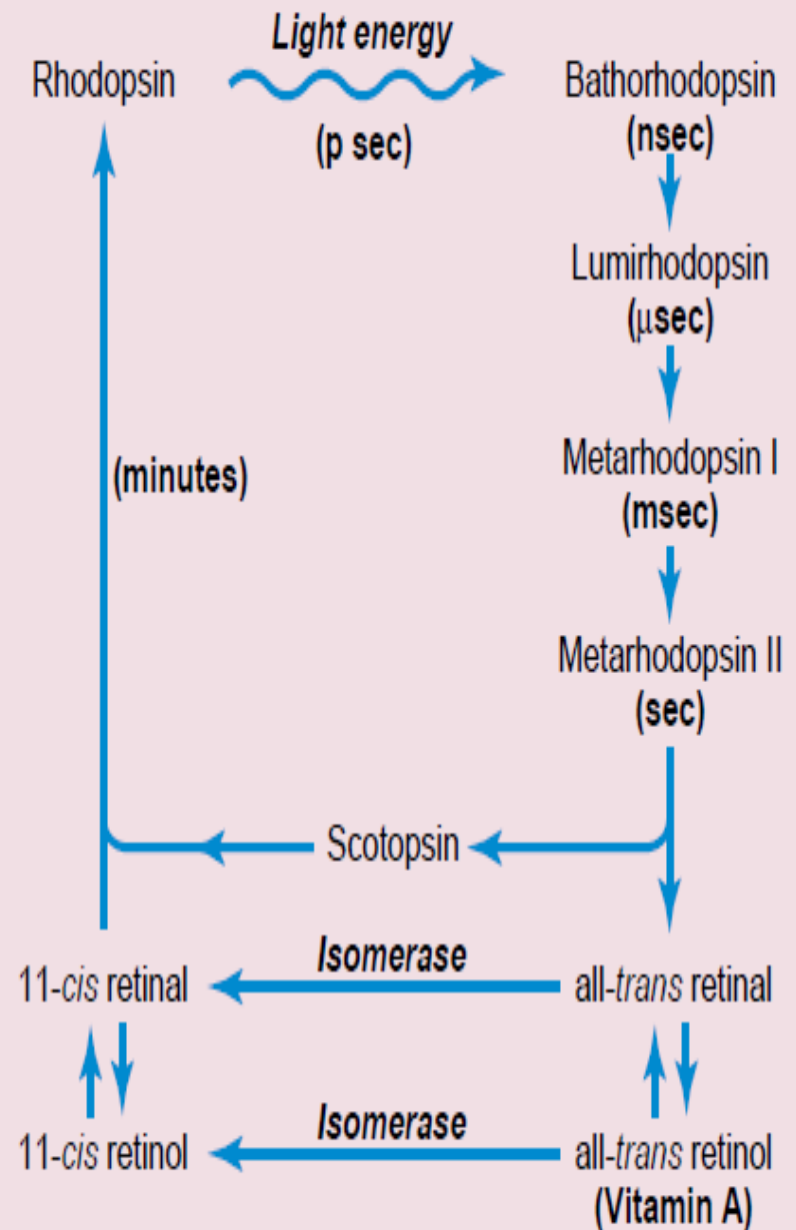 Light energy
Rhodopsin
Bathorhodopsin
(p sec)
(nsec)
Lumirhodopsin
(μsec)
Metarhodopsin I
(minutes)
(msec)
Metarhodopsin II
(sec)
Scotopsin
Isomerase
11-cis retinal
all-trans retinal
Isomerase
11-cis retinol
all-trans retinol
(Vitamin A)